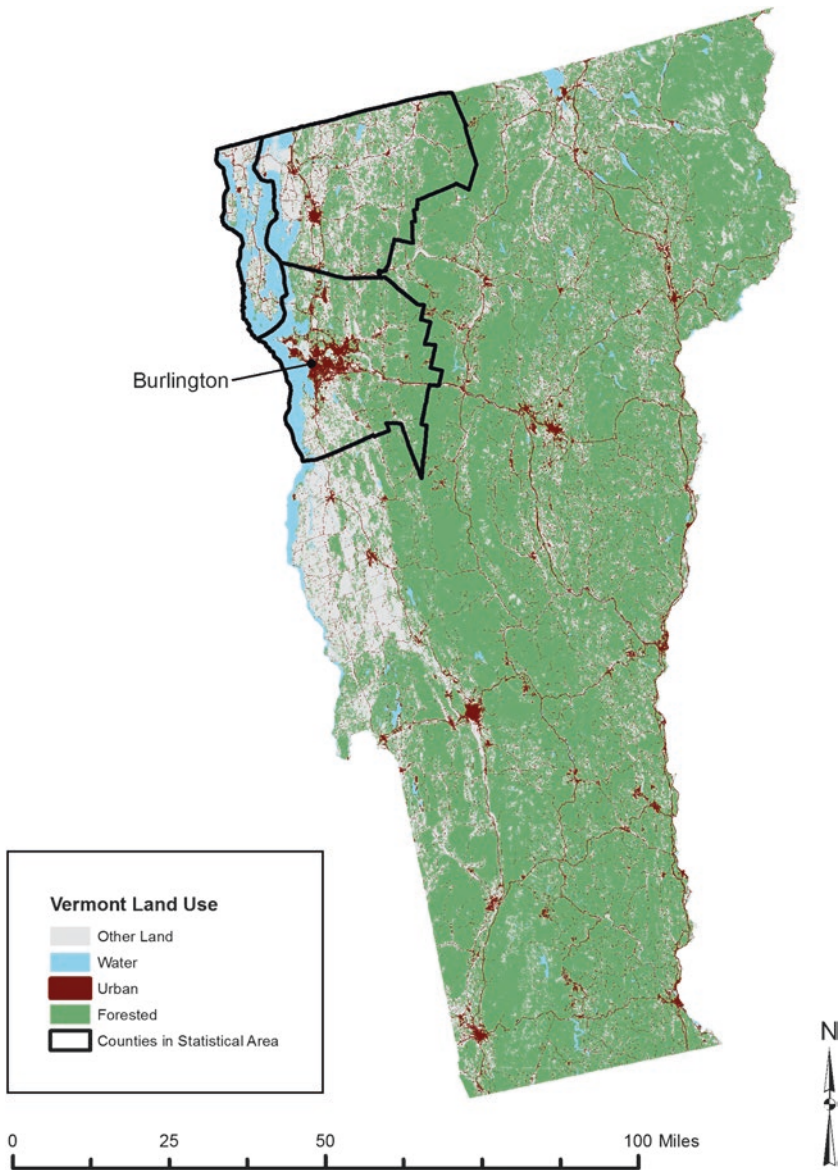 Burlington
Vermont Land Use
Other Land
Water
Urban
Forested
Counties in Statistical Area
N
0 25 50 100 Miles